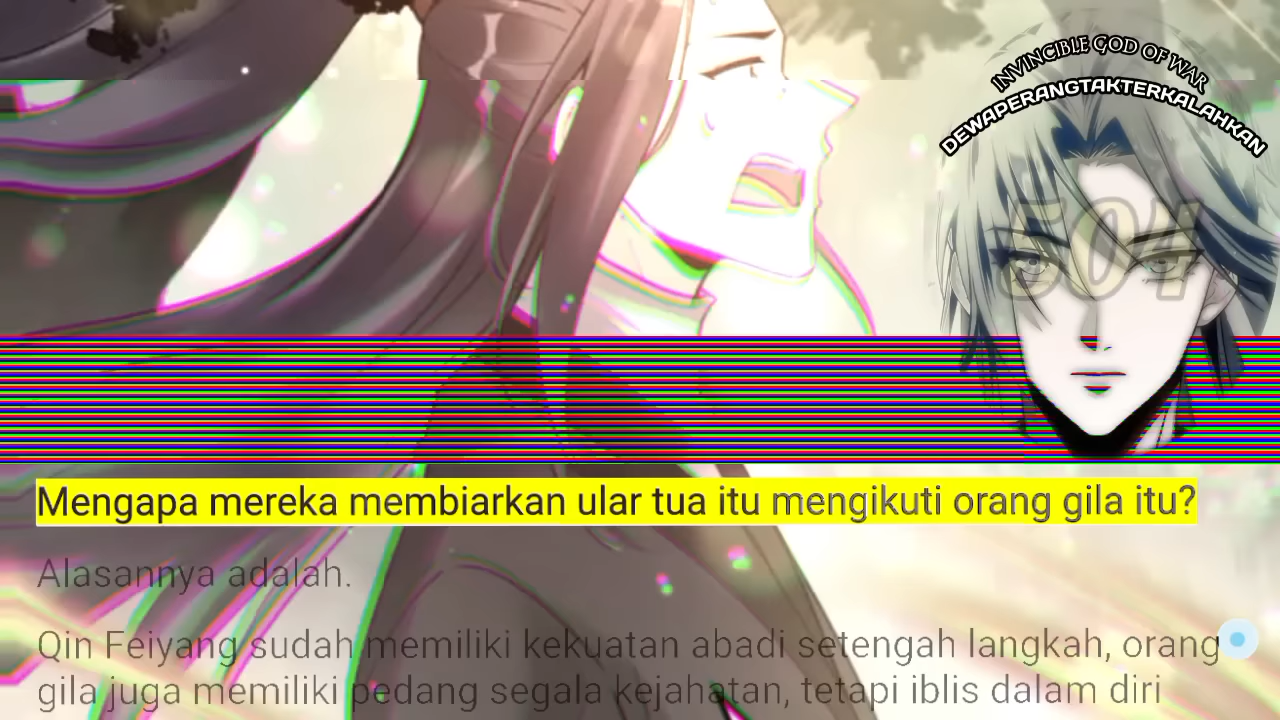 INVINCIBLE GOD OF WAR
DEWAPERANGTAKTERKALAHKAN
504
Mengapa mereka membiarkan ular tua itu mengikuti orang gila itu?
Alasannya adalah.
Qin Feiyang sudah memiliki kekuatan abadi setengah langkah, orang
gila juga memiliki pedang segala kejahatan, tetapi iblis dalam diri